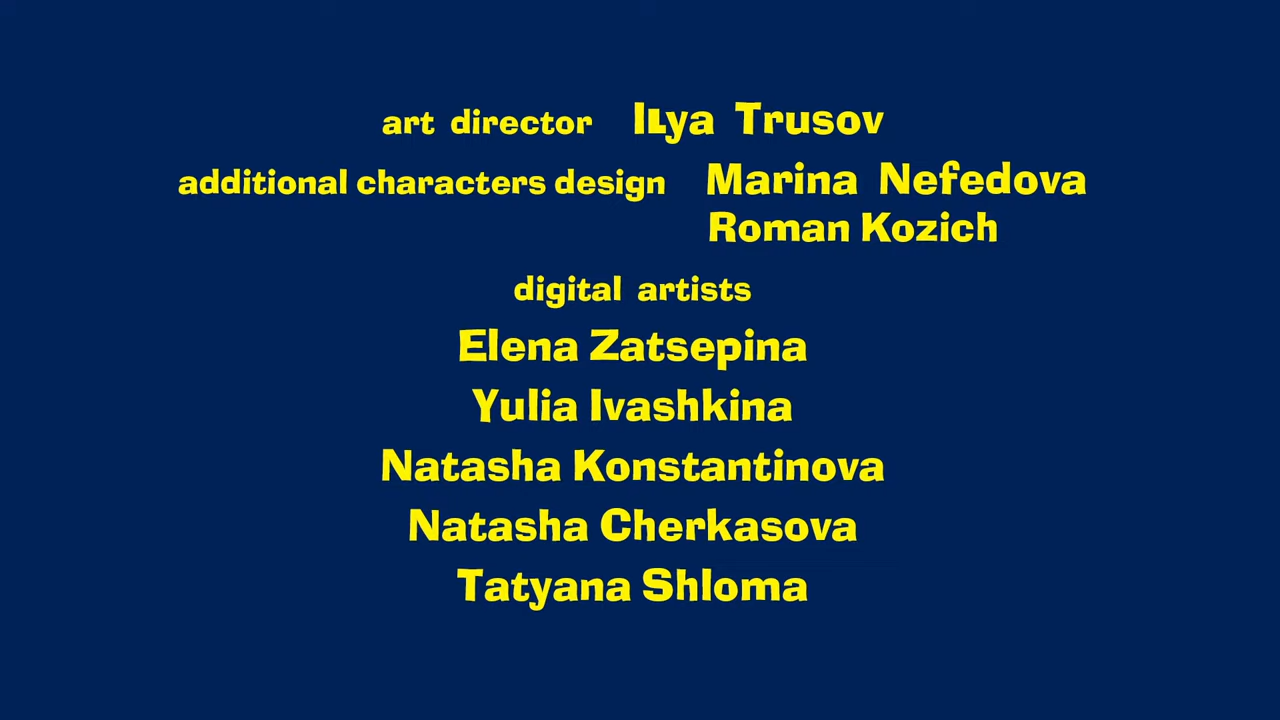 art director ILya Trusov
additional characters design Marina Nefedova
Roman Kozich
digital artists
Elena Zatsepina
Yulia Ivashkina
Natasha Konstantinova
Natasha Cherkasova
Tatyana Shloma